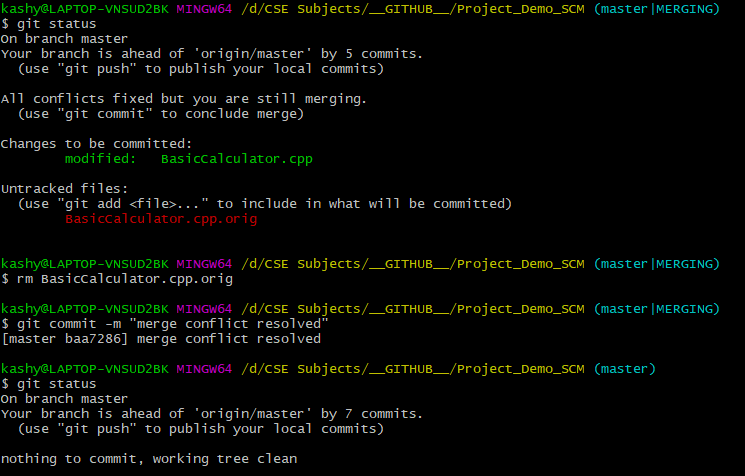 kashy@LAPTOP-VNSUD2BK MINGW64 /d/CSE Subjects/__GITHUB__/Project_Demo_SCM (master|MERGING)
$ git status
On branch master
Your branch is ahead of 'origin/master' by 5 commits.
  (use "git push" to publish your local commits)

All conflicts fixed but you are still merging.
  (use "git commit" to conclude merge)

Changes to be committed:
        modified:   BasicCalculator.cpp

Untracked files:
  (use "git add <file>..." to include in what will be committed)
        BasicCalculator.cpp.orig

kashy@LAPTOP-VNSUD2BK MINGW64 /d/CSE Subjects/__GITHUB__/Project_Demo_SCM (master|MERGING)
$ rm BasicCalculator.cpp.orig

kashy@LAPTOP-VNSUD2BK MINGW64 /d/CSE Subjects/__GITHUB__/Project_Demo_SCM (master|MERGING)
$ git commit -m "merge conflict resolved"
[master baa7286] merge conflict resolved

kashy@LAPTOP-VNSUD2BK MINGW64 /d/CSE Subjects/__GITHUB__/Project_Demo_SCM (master)
$ git status
On branch master
Your branch is ahead of 'origin/master' by 7 commits.
  (use "git push" to publish your local commits)

nothing to commit, working tree clean